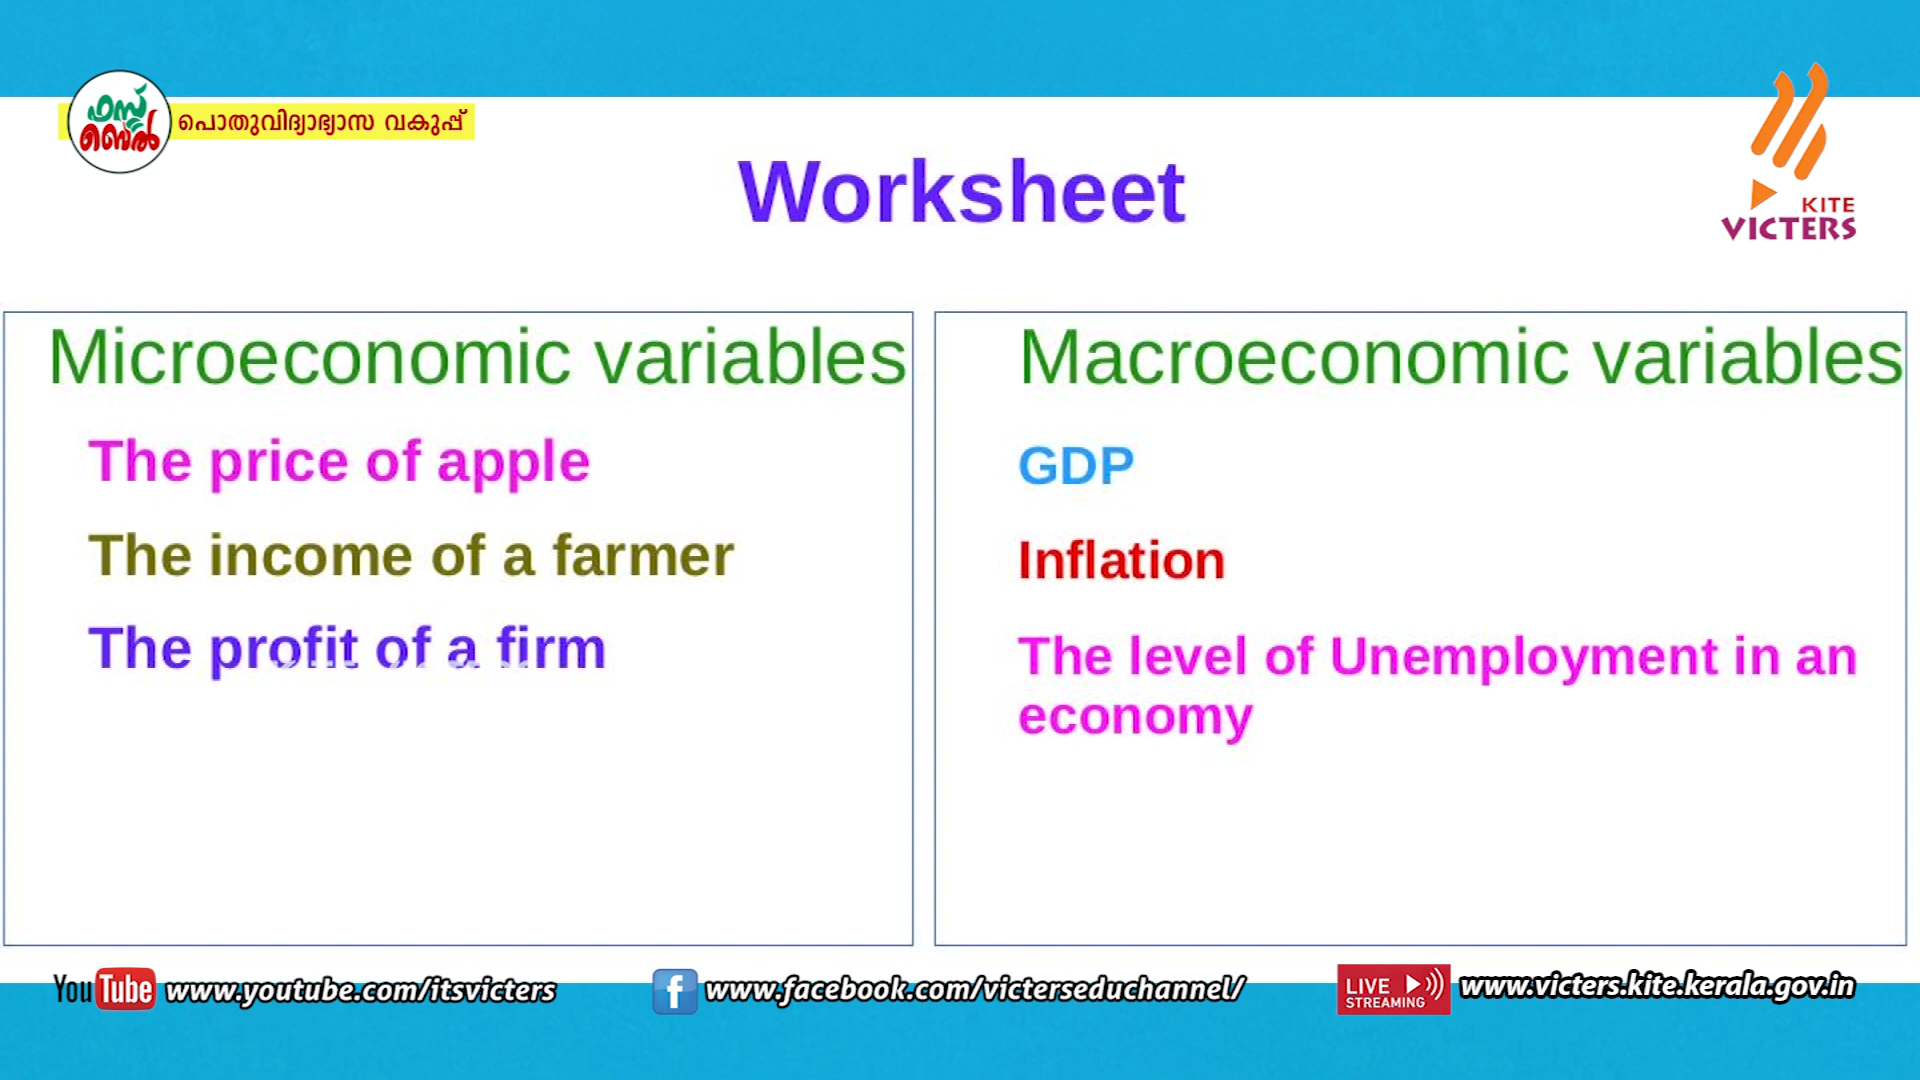 ഫസ്റ്റ്
ബെൽ
പൊതുവിദ്യാഭ്യാസ വകുപ്പ്
KITE
VICTERS
Worksheet
Microeconomic variables
The price of apple
The income of a farmer
The profit of a firm
Macroeconomic variables
GDP
Inflation
The level of Unemployment in an
economy
YouTube www.youtube.com/itsvicters
f www.facebook.com/victerseduchannel/
LIVE
STREAMING
www.victers.kite.kerala.gov.in